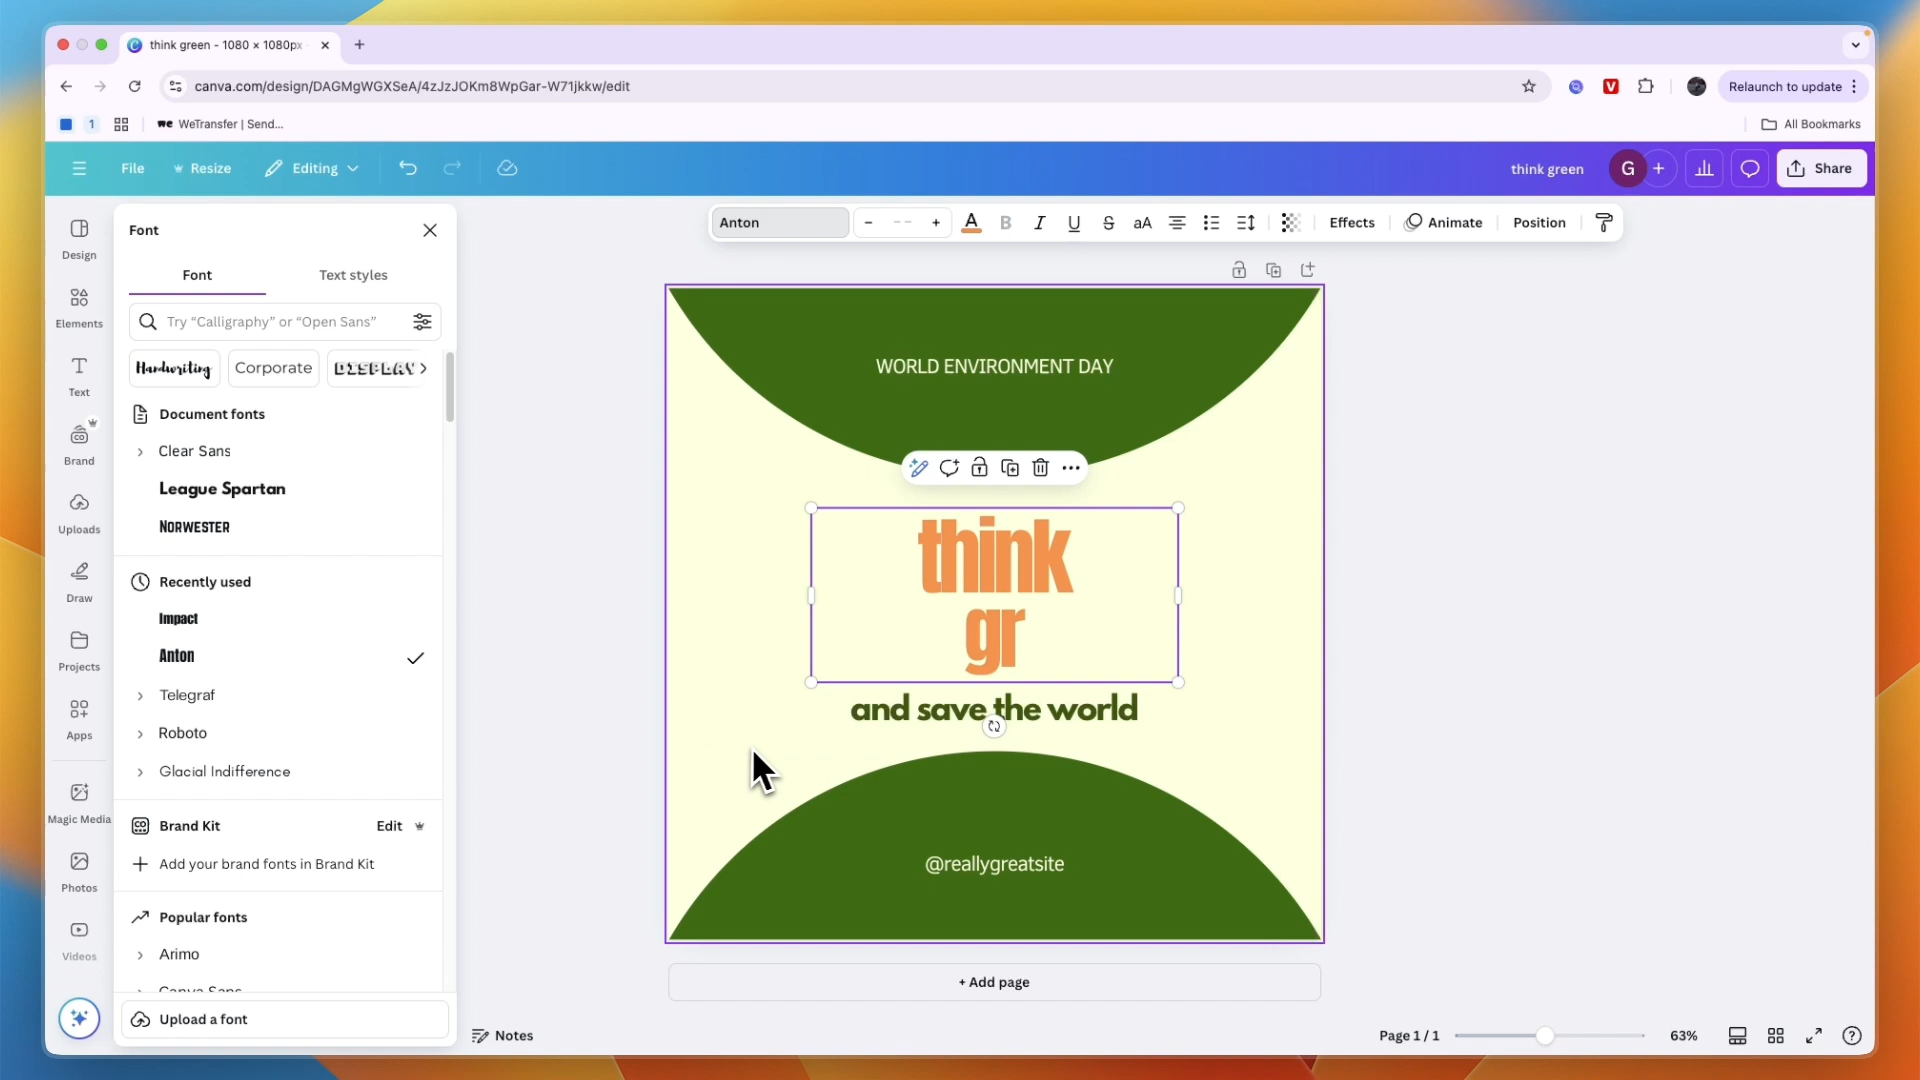 think green - 1080 × 1080px
canva.com/design/DAGMgWGXSeA/4zJzJOKm8WpGar-W71jkkw/edit
V
Relaunch to update
1
we WeTransfer | Send...
All Bookmarks
File
Resize
Editing
think green
G
Share
Font
Anton
– – – +
A B I U S aA
Effects
Animate
Position
Design
Elements
Text
Brand
Uploads
Draw
Projects
Apps
Magic Media
Photos
Videos
Font
Text styles
Try “Calligraphy” or “Open Sans”
Handwriting
Corporate
DISPLAY
Document fonts
Clear Sans
League Spartan
NORWESTER
Recently used
Impact
Anton
Telegraf
Roboto
Glacial Indifference
Brand Kit
Edit
Add your brand fonts in Brand Kit
Popular fonts
Arimo
Canva Sans
Upload a font
WORLD ENVIRONMENT DAY
think
gr
and save the world
@reallygreatsite
+ Add page
Notes
Page 1 / 1
63%